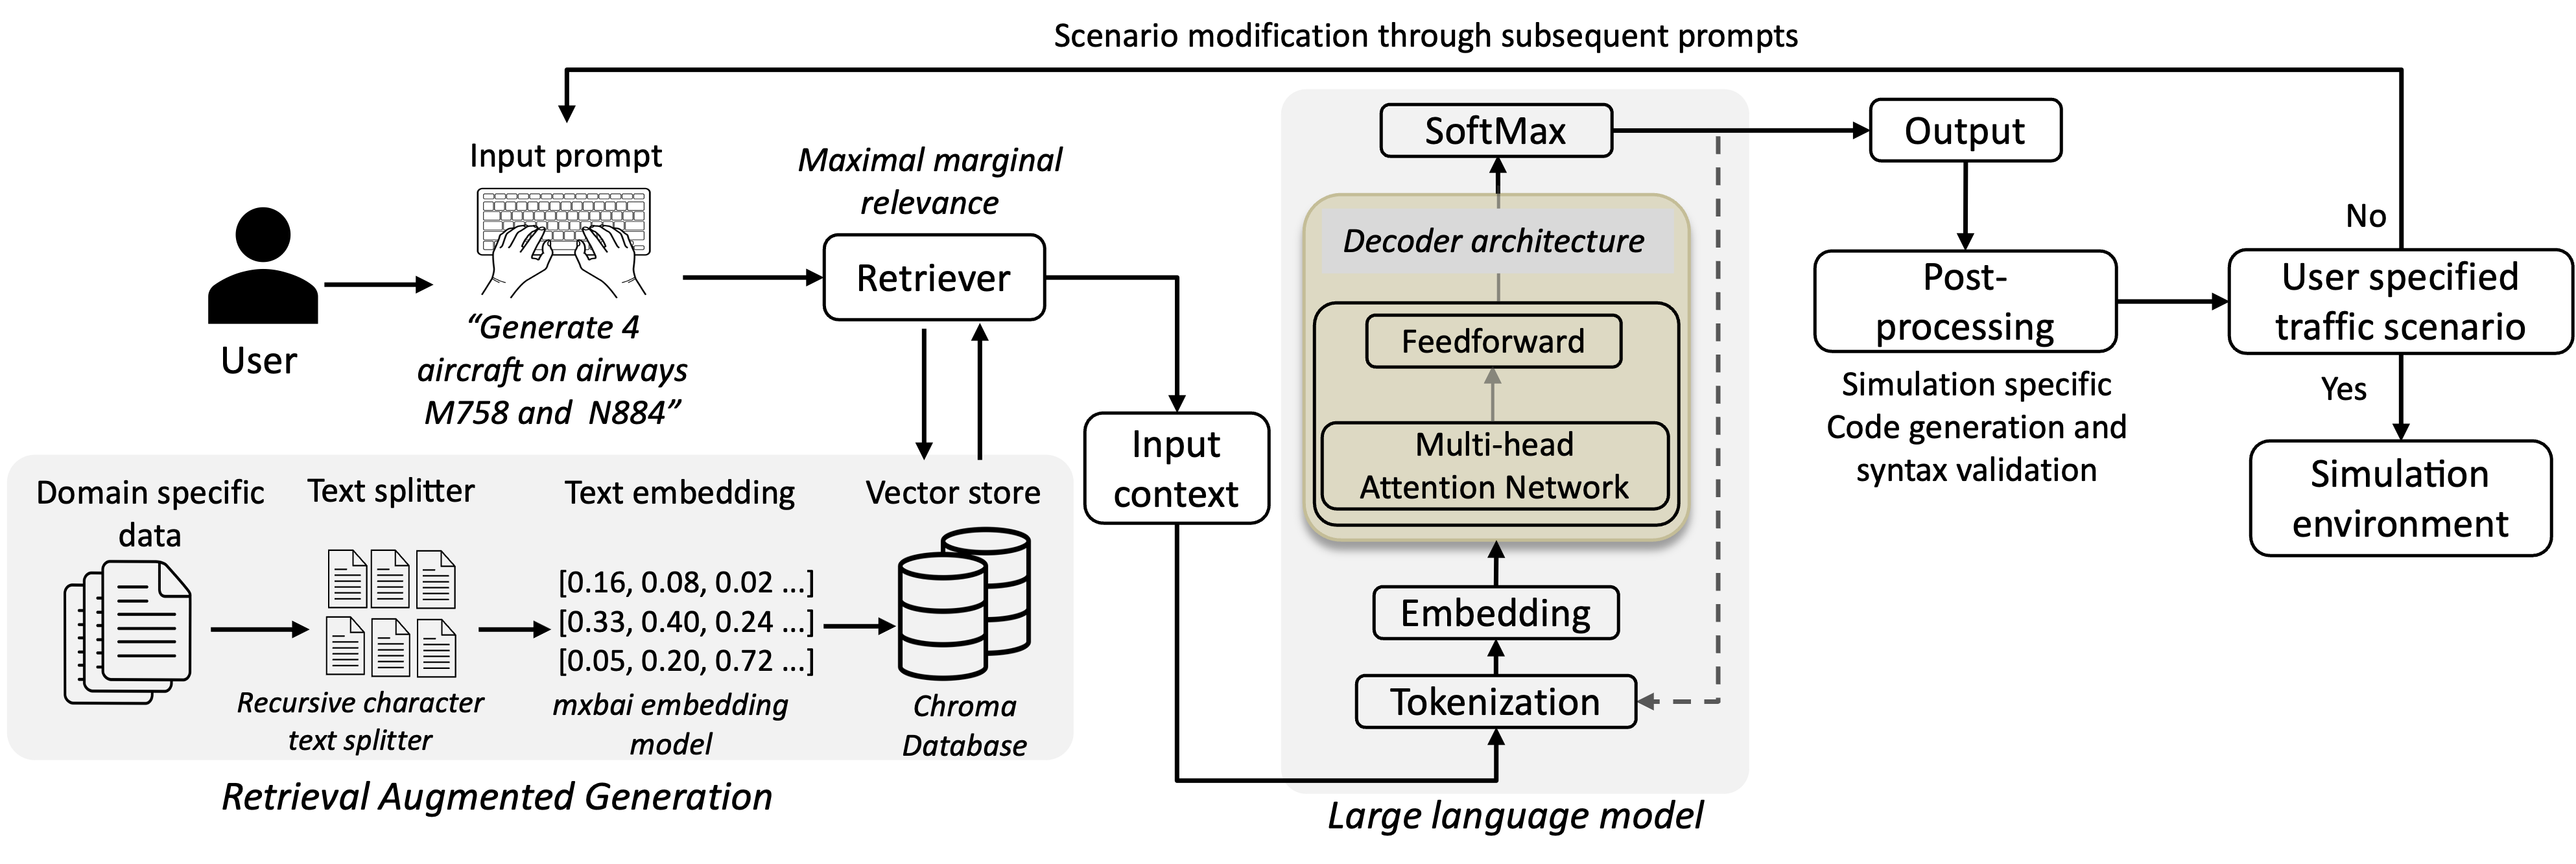 Scenario modification through subsequent prompts
Input prompt
User
“Generate 4
aircraft on airways
M758 and N884”
Maximal marginal
relevance
Retriever
Domain specific
data
Text splitter
Recursive character
text splitter
Text embedding
[0.16, 0.08, 0.02 ...]
[0.33, 0.40, 0.24 ...]
[0.05, 0.20, 0.72 ...]
mxbai embedding
model
Vector store
Chroma
Database
Retrieval Augmented Generation
Input
context
SoftMax
Decoder architecture
Feedforward
Multi-head
Attention Network
Embedding
Tokenization
Large language model
Output
Post-
processing
Simulation specific
Code generation and
syntax validation
No
User specified
traffic scenario
Yes
Simulation
environment